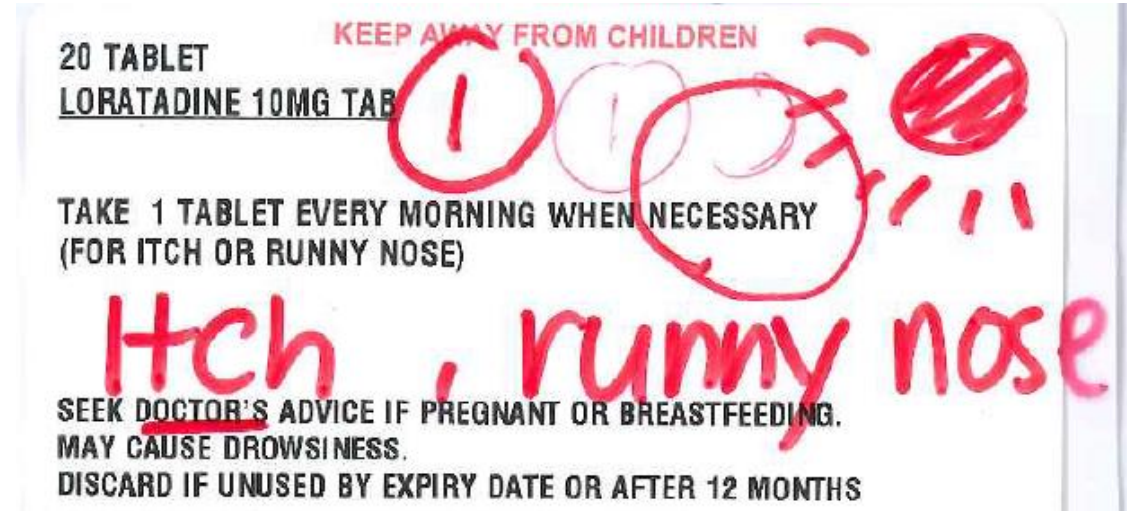 KEEP AWAY FROM CHILDREN
20 TABLET
LORATADINE 10MG TAB
1 1
TAKE 1 TABLET EVERY MORNING WHEN NECESSARY
(FOR ITCH OR RUNNY NOSE)
Itch , runny nose
SEEK DOCTOR'S ADVICE IF PREGNANT OR BREASTFEEDING.
MAY CAUSE DROWSINESS.
DISCARD IF UNUSED BY EXPIRY DATE OR AFTER 12 MONTHS